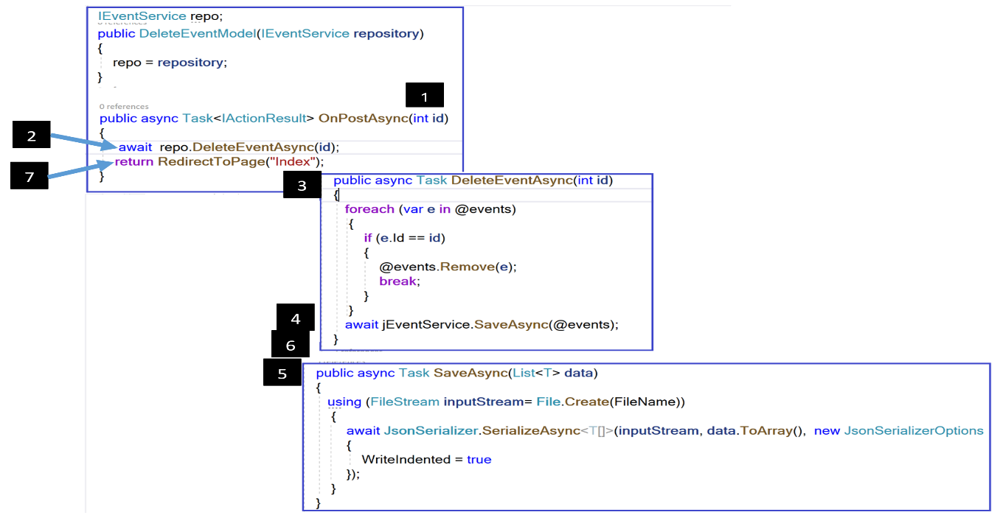 IEventService repo;
0 references
public DeleteEventModel(IEventService repository)
{
repo = repository;
}
1
0 references
public async Task<IActionResult> OnPostAsync(int id)
{
2
await repo.DeleteEventAsync(id);
7
return RedirectToPage("Index");
}
3
public async Task DeleteEventAsync(int id)
{
foreach (var e in @events)
{
if (e.Id == id)
{
@events.Remove(e);
break;
}
}
4
await jEventService.SaveAsync(@events);
}
6
5
public async Task SaveAsync(List<T> data)
{
using (FileStream inputStream= File.Create(FileName))
{
await JsonSerializer.SerializeAsync<T[]>(inputStream, data.ToArray(), new JsonSerializerOptions
{
WriteIndented = true
});
}
}